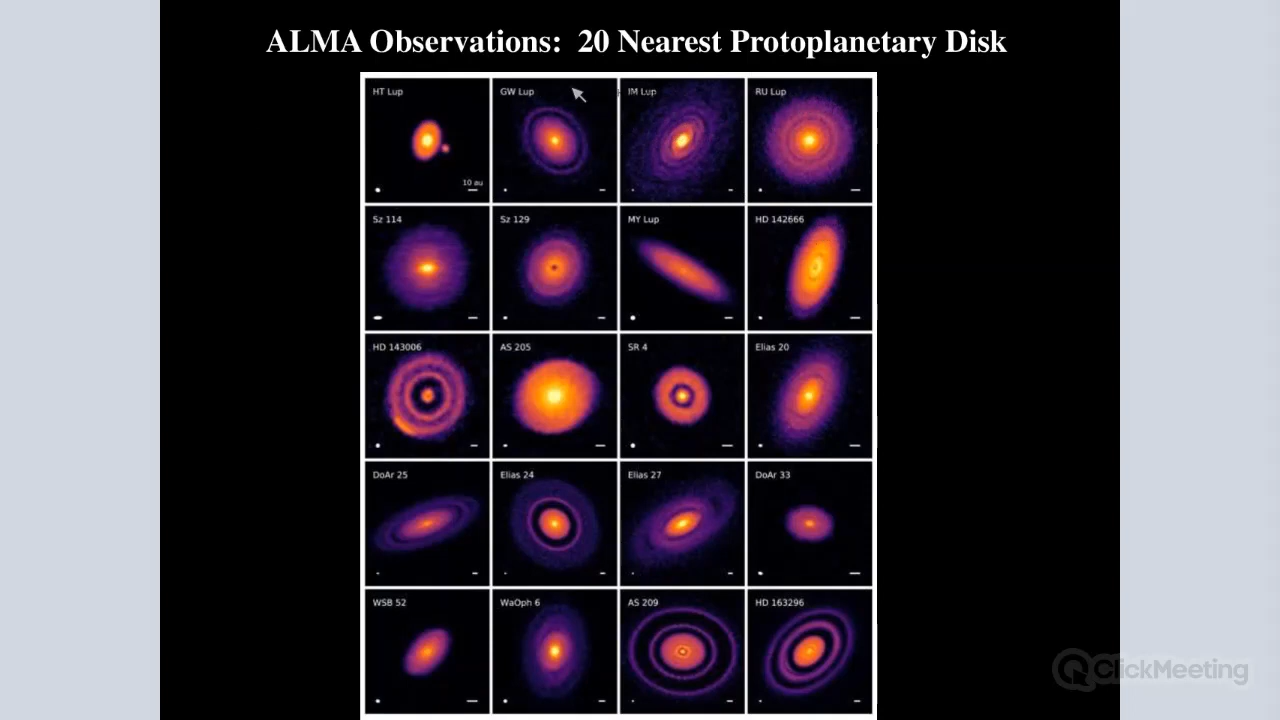 ALMA Observations: 20 Nearest Protoplanetary Disk
HT Lup
GW Lup
IM Lup
RU Lup
10 au
Sz 114
Sz 129
MY Lup
HD 142666
HD 143006
AS 205
SR 4
Elias 20
DoAr 25
Elias 24
Elias 27
DoAr 33
WSB 52
WaOph 6
AS 209
HD 163296
ClickMeeting